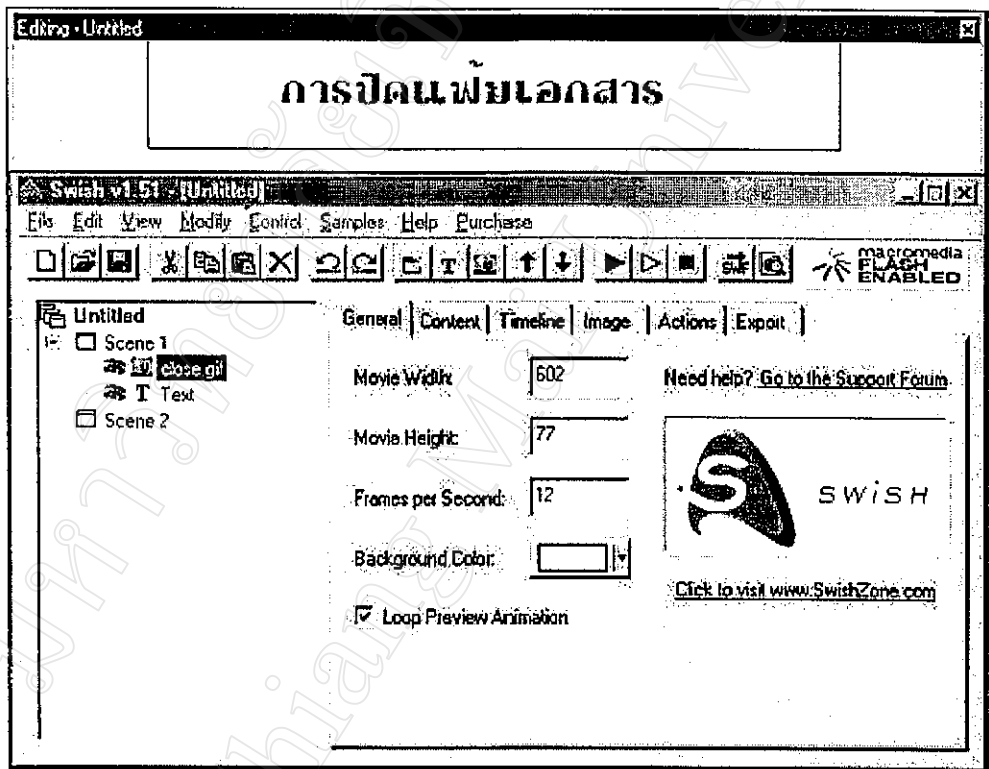 Editing - Untitled
การปิดแฟ้มเอกสาร
Swish v1.51 - [Untitled]
File Edit View Modify Control Samples Help Purchase
macromedia
FLASH
ENABLED
Untitled
Scene 1
close.gif
T Text
Scene 2
General Content Timeline Image Actions Export
Movie Width: 602
Need help? Go to the Support Forum
Movie Height: 77
Frames per Second: 12
SWiSH
Background Color:
Click to visit www.SwishZone.com
Loop Preview Animation